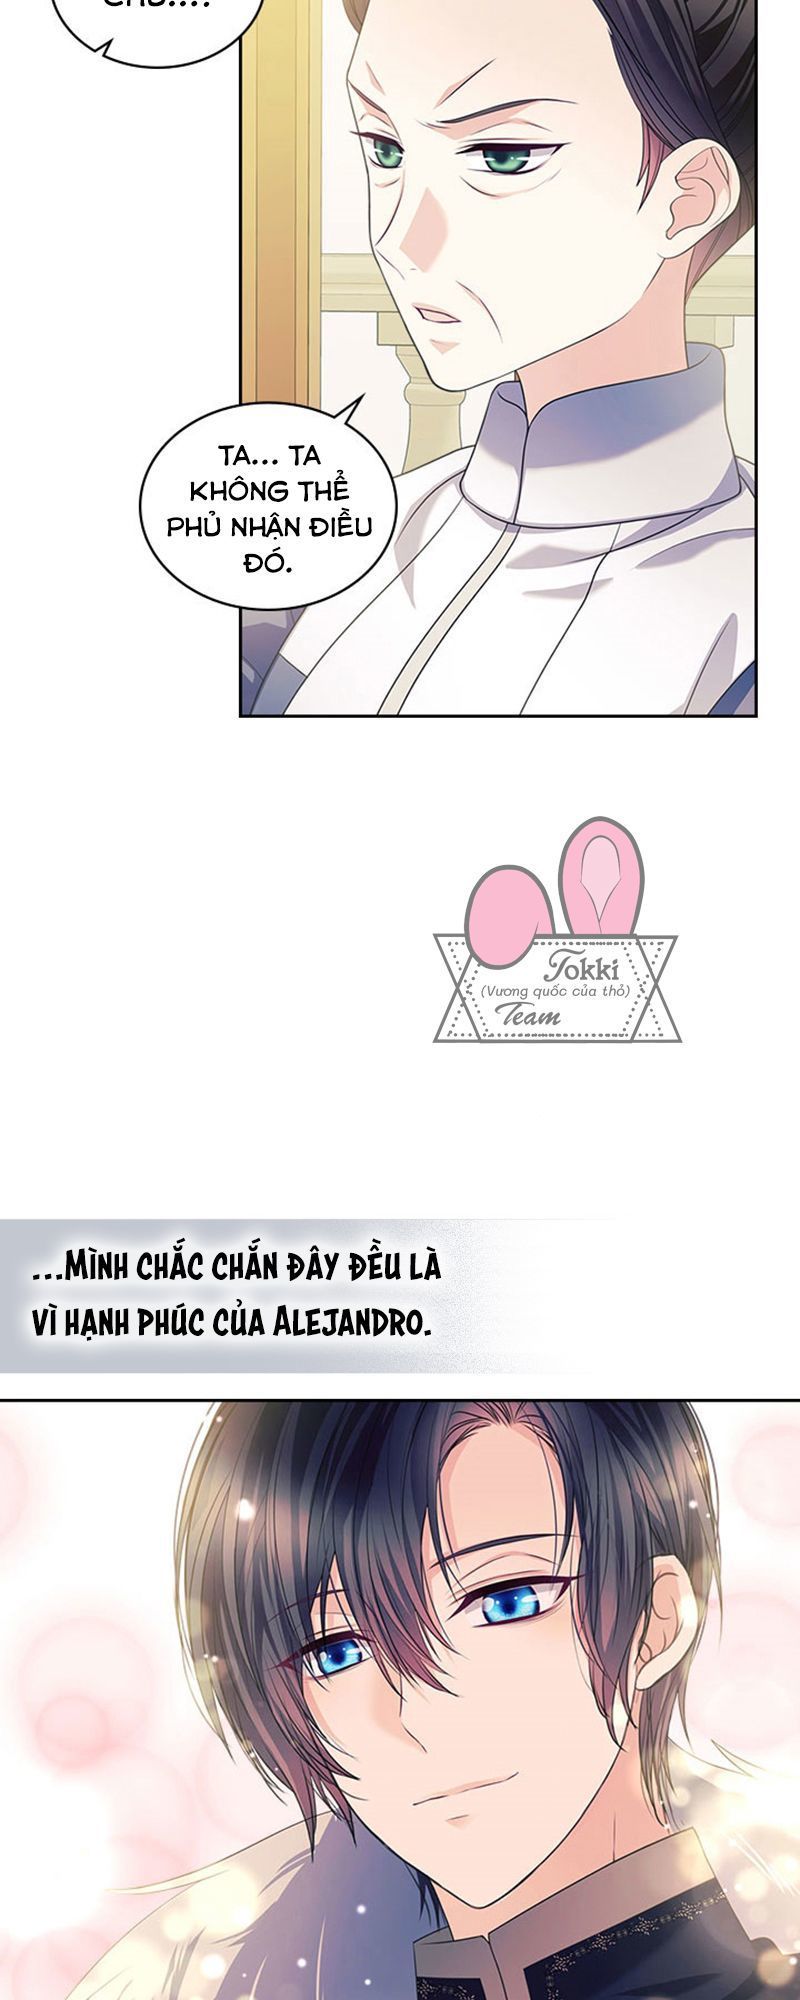 TA... TA
KHÔNG THỂ
PHỦ NHẬN ĐIỀU
ĐÓ.
Tokki
(Vương quốc của thỏ)
Team
...MÌNH CHẮC CHẮN ĐÂY ĐỀU LÀ
VÌ HẠNH PHÚC CỦA ALEJANDRO.